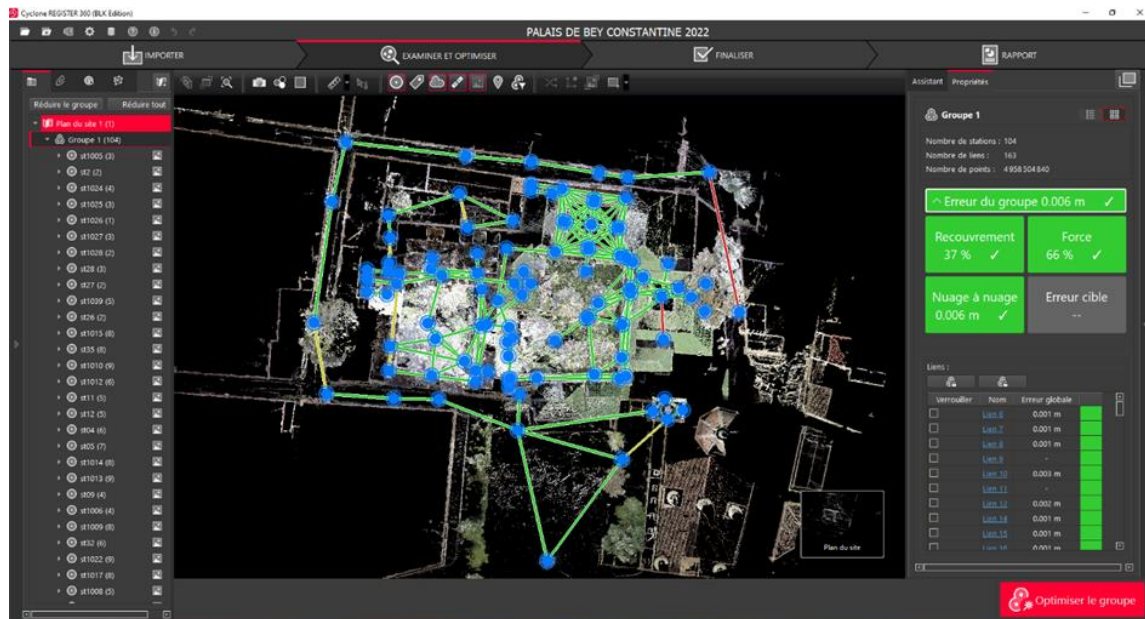 Cyclone REGISTER 360 (BLK Edition)
PALAIS DE BEY CONSTANTINE 2022
IMPORTER
EXAMINER ET OPTIMISER
FINALISER
RAPPORT
Réduire le groupe Réduire tout
Plan du site 1 (1)
Groupe 1 (104)
st1005 (3)
st2 (2)
st1024 (4)
st1025 (3)
st1026 (1)
st1027 (3)
st1028 (2)
st28 (3)
st27 (2)
st1039 (5)
st26 (2)
st1015 (8)
st35 (8)
st1010 (9)
st1012 (6)
st11 (5)
st12 (5)
st04 (6)
st05 (7)
st1014 (8)
st1013 (9)
st09 (4)
st1006 (4)
st1009 (8)
st32 (6)
st1022 (9)
st1017 (8)
st1008 (5)
Plan du site
Assistant Propriétés
Groupe 1
Nombre de stations : 104
Nombre de liens : 163
Nombre de points : 4 958 504 840
Erreur du groupe 0.006 m
Recouvrement
37 %
Force
66 %
Nuage à nuage
0.006 m
Erreur cible
--
Liens :
Verrouiller Nom Erreur globale
Lien 6 0.001 m
Lien 7 0.001 m
Lien 8 0.001 m
Lien 9 -
Lien 10 0.003 m
Lien 11 -
Lien 12 0.002 m
Lien 14 0.001 m
Lien 15 0.001 m
Lien 16 0.001 m
Optimiser le groupe